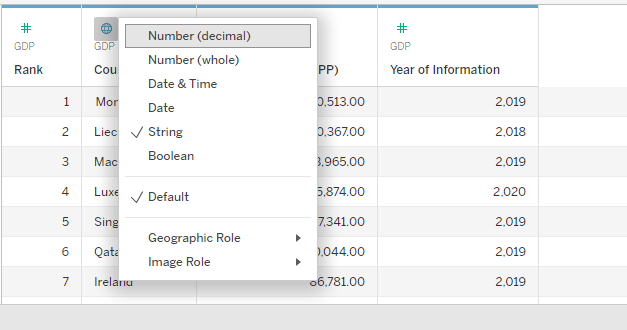 GDP
Rank
1
2
3
4
5
6
7
GDP
Cou
Mor
Liec
Mac
Luxe
Sing
Qata
Ireland
Number (decimal)
Number (whole)
Date & Time
Date
String
Boolean
Default
Geographic Role
Image Role
PP)
0,513.00
0,367.00
3,965.00
5,874.00
7,341.00
0,044.00
86,781.00
GDP
Year of Information
2,019
2,018
2,019
2,020
2,019
2,019
2,019